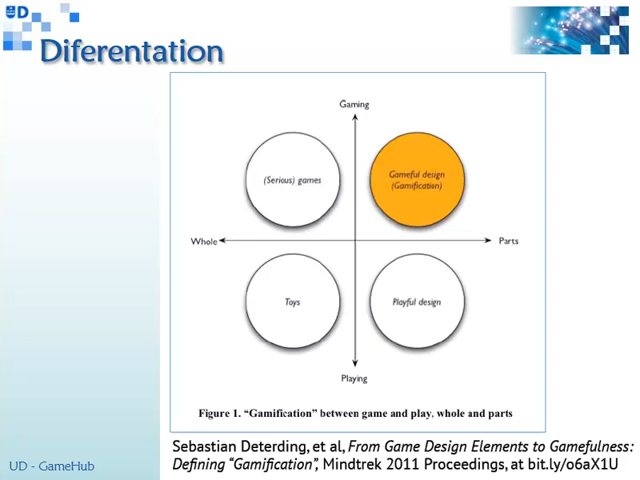 UD
Diferentation
Gaming
(Serious) games
Gameful design
(Gamification)
Whole
Parts
Toys
Playful design
Playing
Figure 1. “Gamification” between game and play, whole and parts
Sebastian Deterding, et al, From Game Design Elements to Gamefulness:
Defining “Gamification”, Mindtrek 2011 Proceedings, at bit.ly/o6aX1U
UD - GameHub